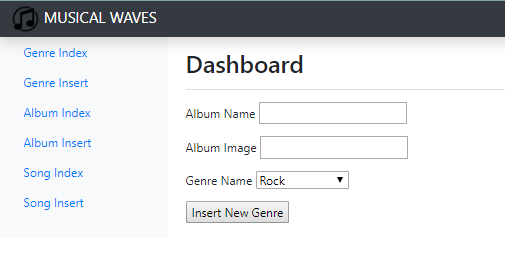 MUSICAL WAVES
Genre Index
Genre Insert
Album Index
Album Insert
Song Index
Song Insert
Dashboard
Album Name
Album Image
Genre Name Rock
Insert New Genre